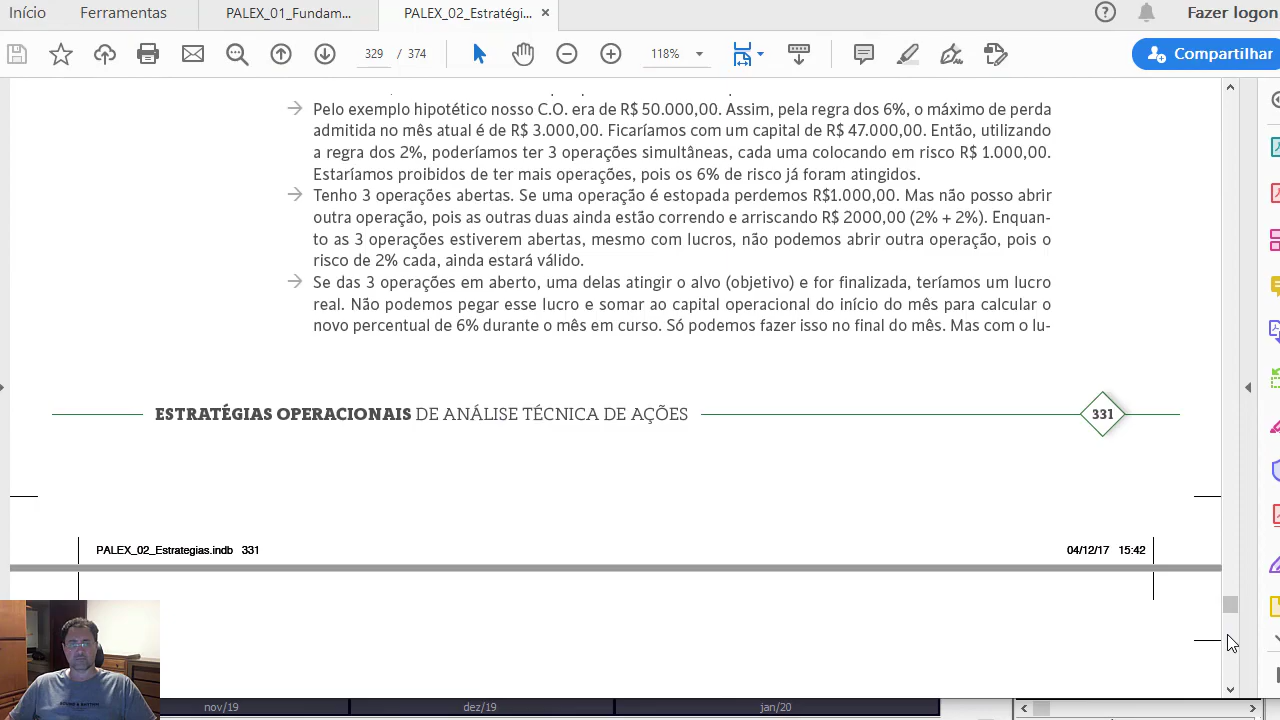 Início
Ferramentas
PALEX_01_Fundam...
PALEX_02_Estratégi...
×
?
Fazer logon
329 / 374
118%
Compartilhar
→ Pelo exemplo hipotético nosso C.O. era de R$ 50.000,00. Assim, pela regra dos 6%, o máximo de perda
admitida no mês atual é de R$ 3.000,00. Ficaríamos com um capital de R$ 47.000,00. Então, utilizando
a regra dos 2%, poderíamos ter 3 operações simultâneas, cada uma colocando em risco R$ 1.000,00.
Estaríamos proibidos de ter mais operações, pois os 6% de risco já foram atingidos.
→ Tenho 3 operações abertas. Se uma operação é estopada perdemos R$1.000,00. Mas não posso abrir
outra operação, pois as outras duas ainda estão correndo e arriscando R$ 2000,00 (2% + 2%). Enquan-
to as 3 operações estiverem abertas, mesmo com lucros, não podemos abrir outra operação, pois o
risco de 2% cada, ainda estará válido.
→ Se das 3 operações em aberto, uma delas atingir o alvo (objetivo) e for finalizada, teríamos um lucro
real. Não podemos pegar esse lucro e somar ao capital operacional do início do mês para calcular o
novo percentual de 6% durante o mês em curso. Só podemos fazer isso no final do mês. Mas com o lu-
ESTRATÉGIAS OPERACIONAIS DE ANÁLISE TÉCNICA DE AÇÕES
331
PALEX_02_Estrategias.indb 331
04/12/17 15:42
nov/19
dez/19
jan/20